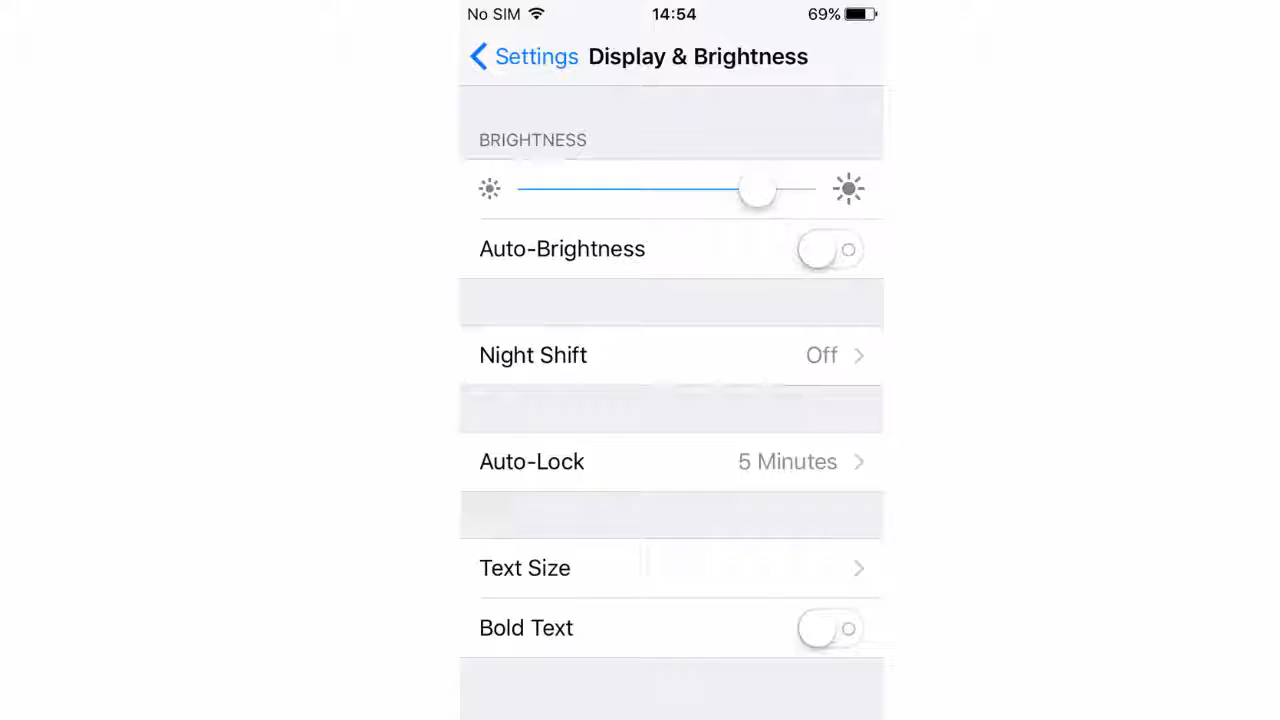 No SIM 14:54 69%
Settings Display & Brightness
BRIGHTNESS
Auto-Brightness
Night Shift Off
Auto-Lock 5 Minutes
Text Size
Bold Text